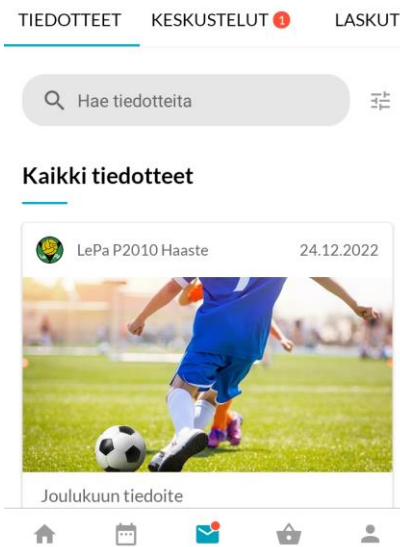 TIEDOTTEET KESKUSTELUT 1 LASKUT
Hae tiedotteita
Kaikki tiedotteet
LePa P2010 Haaste 24.12.2022
Joulukuun tiedoite